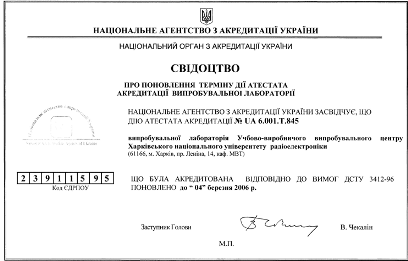 НАЦІОНАЛЬНЕ АГЕНТСТВО З АКРЕДИТАЦІЇ УКРАЇНИ
НАЦІОНАЛЬНИЙ ОРГАН З АКРЕДИТАЦІЇ УКРАЇНИ
СВІДОЦТВО
ПРО ПОНОВЛЕННЯ ТЕРМІНУ ДІЇ АТЕСТАТА
АКРЕДИТАЦІЇ ВИПРОБУВАЛЬНОЇ ЛАБОРАТОРІЇ
НАЦІОНАЛЬНЕ АГЕНТСТВО З АКРЕДИТАЦІЇ УКРАЇНИ ЗАСВІДЧУЄ, ЩО
ДІЮ АТЕСТАТА АКРЕДИТАЦІЇ № UA 6.001.T.845
випробувальної лабораторії Учбово-виробничого випробувального центру
Харківського національного університету радіоелектроніки
(61166, м. Харків, пр. Леніна, 14, каф. МВТ)
2 3 9 1 1 5 9 5
Код ЄДРПОУ
ЩО БУЛА АКРЕДИТОВАНА ВІДПОВІДНО ДО ВИМОГ ДСТУ 3412-96
ПОНОВЛЕНО до “ 04” березня 2006 р.
Заступник Голови
В. Чекалін
М.П.